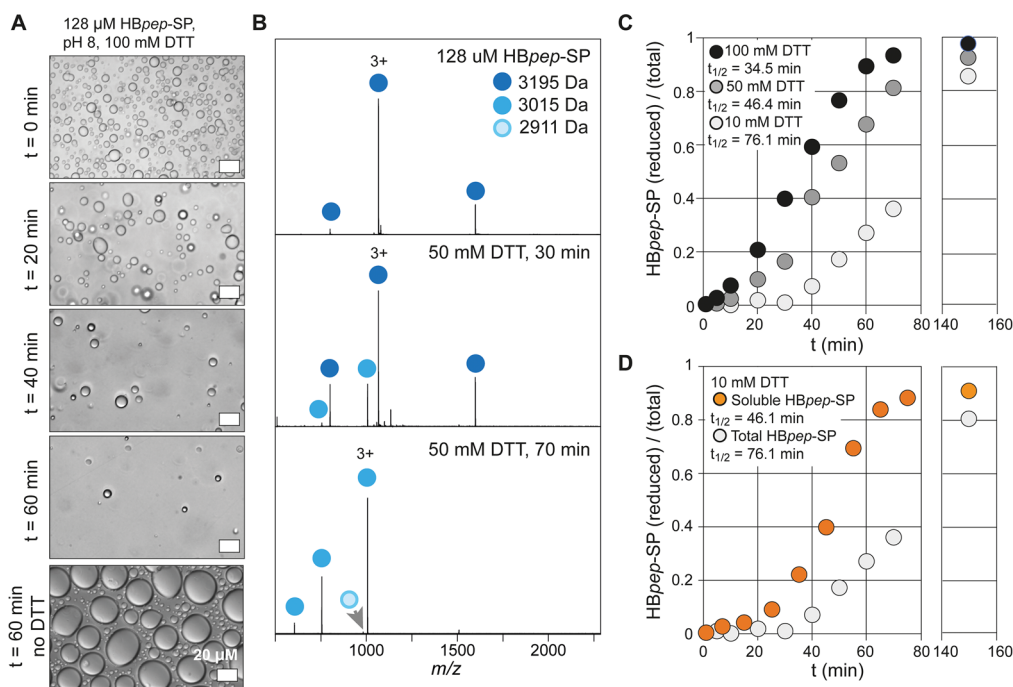 A
128 µM HBpep-SP,
pH 8, 100 mM DTT
t = 0 min
t = 20 min
t = 40 min
t = 60 min
t = 60 min
no DTT
20 µM
B
128 uM HBpep-SP
3+
3195 Da
3015 Da
2911 Da
50 mM DTT, 30 min
3+
50 mM DTT, 70 min
3+
1000
1500
2000
m/z
C
HBpep-SP (reduced) / (total)
1
0.8
0.6
0.4
0.2
0
100 mM DTT
t1/2 = 34.5 min
50 mM DTT
t1/2 = 46.4 min
10 mM DTT
t1/2 = 76.1 min
0
20
40
60
80
140
160
t (min)
D
HBpep-SP (reduced) / (total)
1
0.8
0.6
0.4
0.2
0
10 mM DTT
Soluble HBpep-SP
t1/2 = 46.1 min
Total HBpep-SP
t1/2 = 76.1 min
0
20
40
60
80
140
160
t (min)